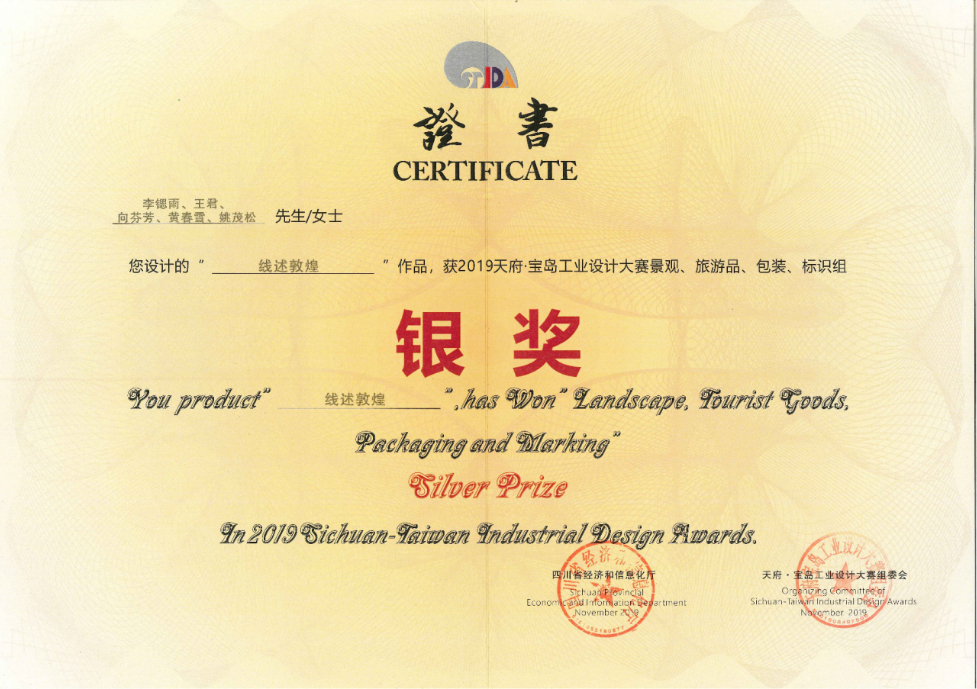 TIDA
證書
CERTIFICATE
李锶雨、王君、
向芬芳、黄春雪、姚茂松 先生/女士
您设计的“ 线述敦煌 ”作品，获2019天府·宝岛工业设计大赛景观、旅游品、包装、标识组
银奖
You product” 线述敦煌 ”,has Won” Landscape, Tourist Goods,
Packaging and Marking”
Silver Prize
In 2019 Sichuan-Taiwan Industrial Design Awards.
四川省经济和信息化厅
Sichuan Provincial
Economic and Information Department
November 2019
天府·宝岛工业设计大赛组委会
Organizing Committee of
Sichuan-Taiwan Industrial Design Awards
November 2019